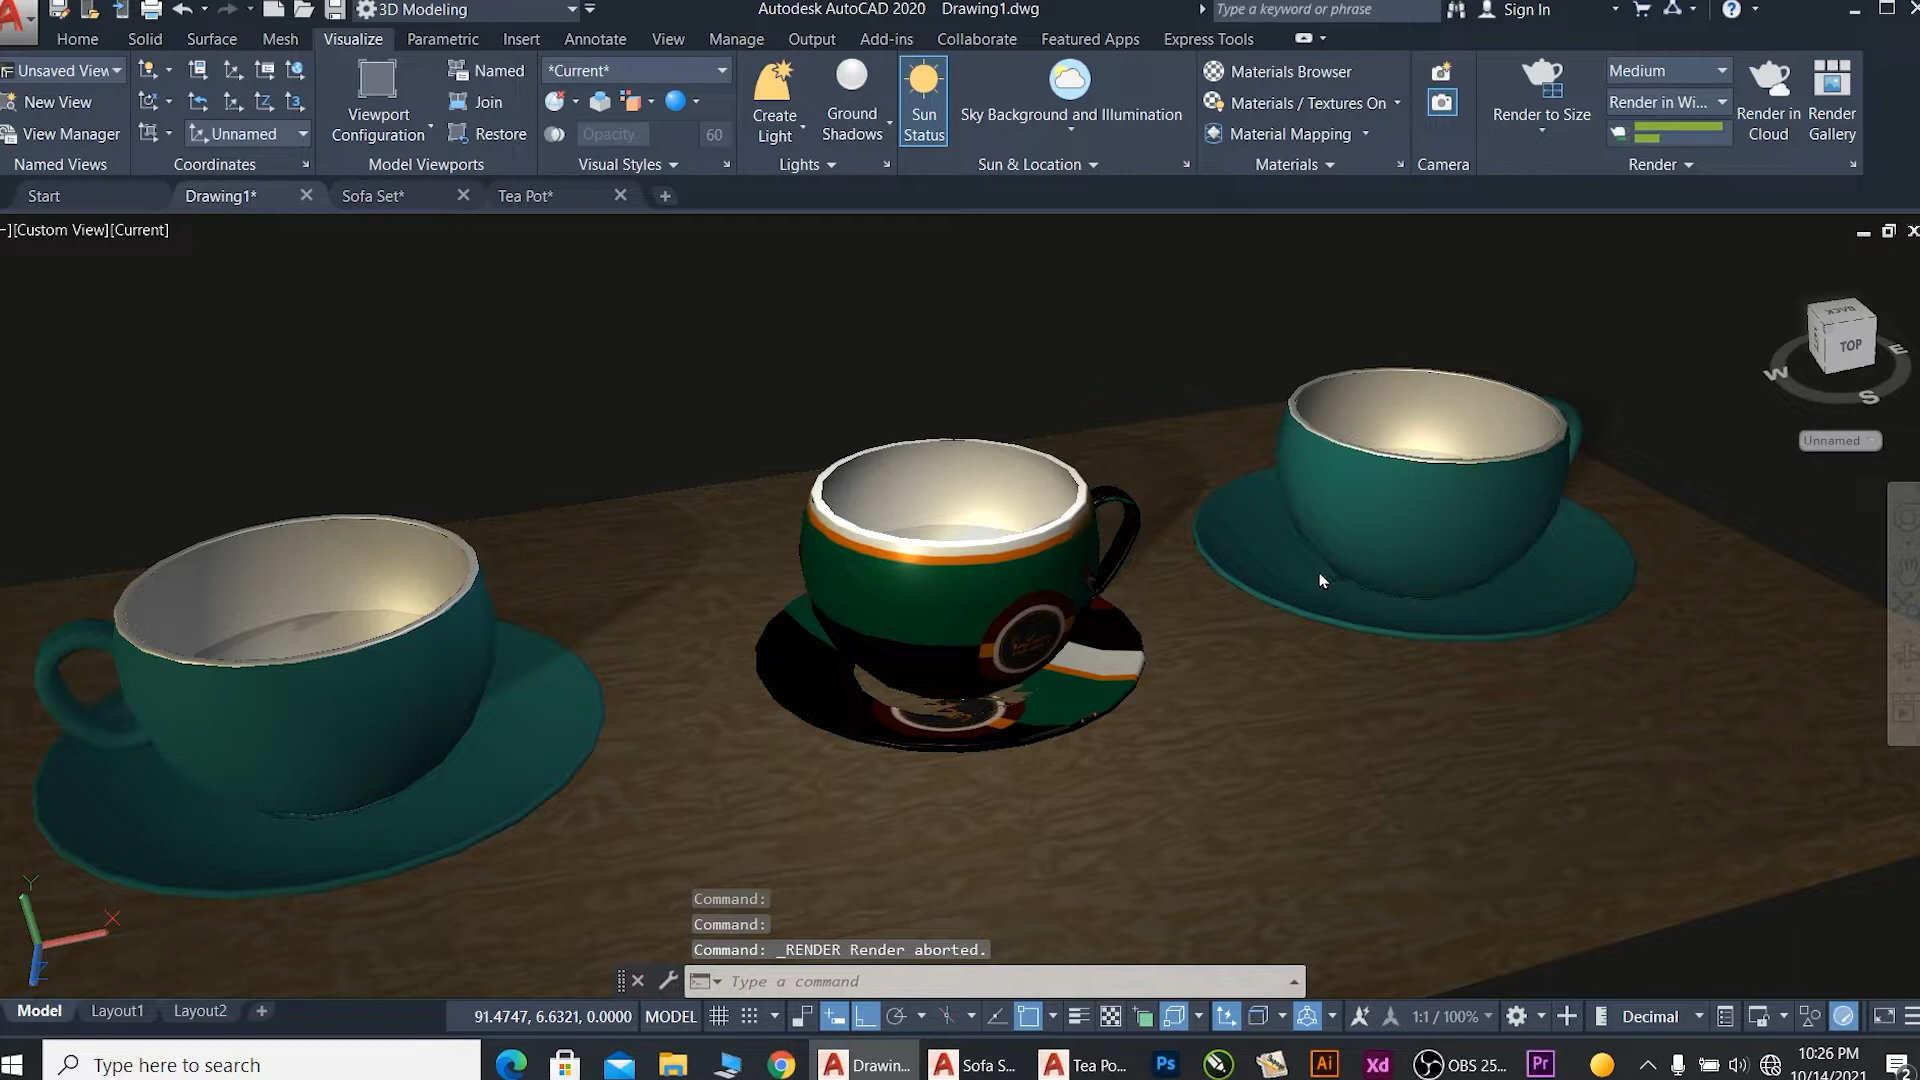 3D Modeling
Autodesk AutoCAD 2020 Drawing1.dwg
Type a keyword or phrase
Sign In
Home Solid Surface Mesh Visualize Parametric Insert Annotate View Manage Output Add-ins Collaborate Featured Apps Express Tools
Unsaved View
New View
View Manager
Named Views
Unnamed
Coordinates
Viewport
Configuration
Named
Join
Restore
Model Viewports
*Current*
Opacity
60
Visual Styles
Create
Light
Ground
Shadows
Lights
Sun
Status
Sky Background and Illumination
Sun & Location
Materials Browser
Materials / Textures On
Material Mapping
Materials
Camera
Render to Size
Medium
Render in Wi...
Render in
Cloud
Render
Gallery
Render
Start
Drawing1*
Sofa Set*
Tea Pot*
-][Custom View][Current]
BACK
TOP
W
E
S
Unnamed
Y
X
Z
Command:
Command:
Command: _RENDER Render aborted.
Type a command
Model Layout1 Layout2
91.4747, 6.6321, 0.0000 MODEL
1:1 / 100%
Decimal
Type here to search
Drawin...
Sofa S...
Tea Po...
Ps
Ai
Xd
OBS 25...
Pr
10:26 PM
10/14/2021
2